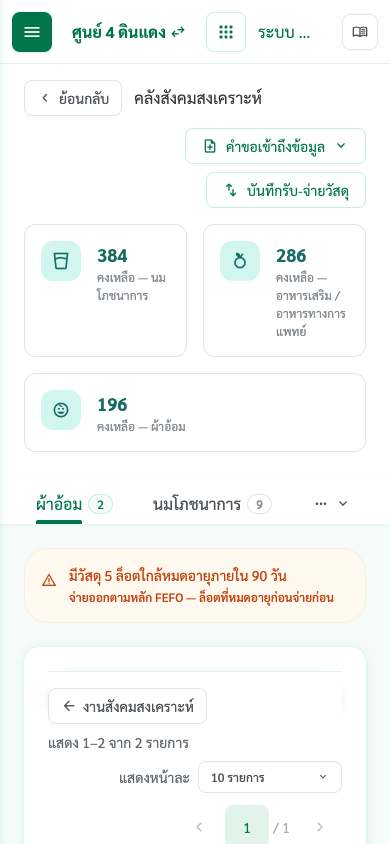 ศูนย์ 4 ดินแดง
ระบบ ...
ย้อนกลับ
คลังสังคมสงเคราะห์
คำขอเข้าถึงข้อมูล
บันทึกรับ-จ่ายวัสดุ
384
คงเหลือ — นม
โภชนาการ
286
คงเหลือ —
อาหารเสริม /
อาหารทางการ
แพทย์
196
คงเหลือ — ผ้าอ้อม
ผ้าอ้อม 2
นมโภชนาการ 9
มีวัสดุ 5 ล็อตใกล้หมดอายุภายใน 90 วัน
จ่ายออกตามหลัก FEFO — ล็อตที่หมดอายุก่อนจ่ายก่อน
งานสังคมสงเคราะห์
แสดง 1–2 จาก 2 รายการ
แสดงหน้าละ 10 รายการ
1 / 1